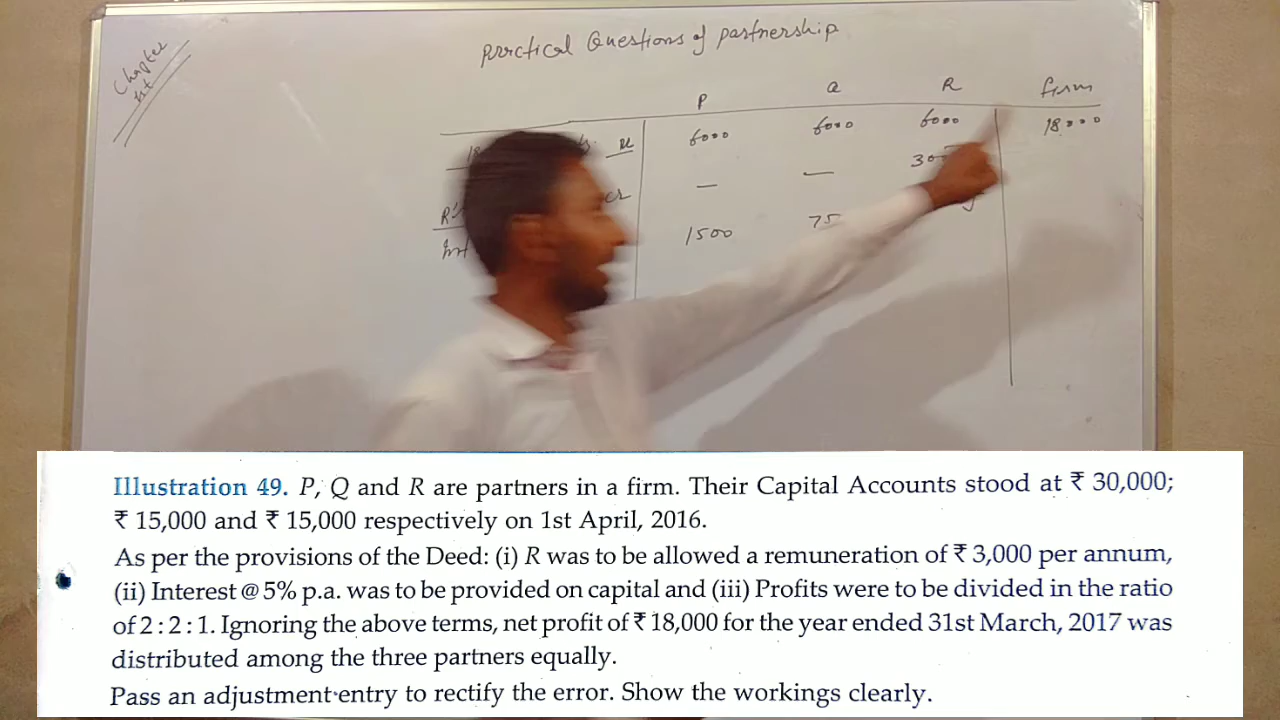 Chapter
1st
Practical Questions of partnership
P Q R firm
18 Dr 6000 6000 6000 18000
R's cr — — 30
Int 1500 75
Illustration 49. P, Q and R are partners in a firm. Their Capital Accounts stood at ₹ 30,000;
₹ 15,000 and ₹ 15,000 respectively on 1st April, 2016.
As per the provisions of the Deed: (i) R was to be allowed a remuneration of ₹ 3,000 per annum,
(ii) Interest @ 5% p.a. was to be provided on capital and (iii) Profits were to be divided in the ratio
of 2 : 2 : 1. Ignoring the above terms, net profit of ₹ 18,000 for the year ended 31st March, 2017 was
distributed among the three partners equally.
Pass an adjustment entry to rectify the error. Show the workings clearly.